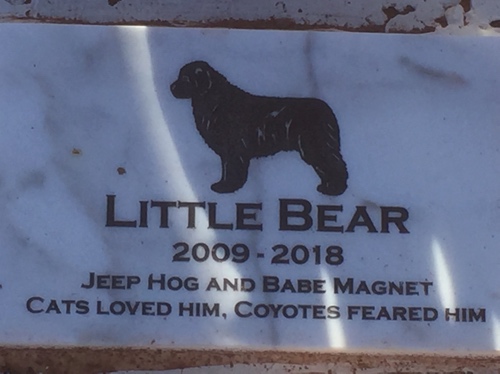 LITTLE BEAR
2009 - 2018
JEEP HOG AND BABE MAGNET
CATS LOVED HIM, COYOTES FEARED HIM